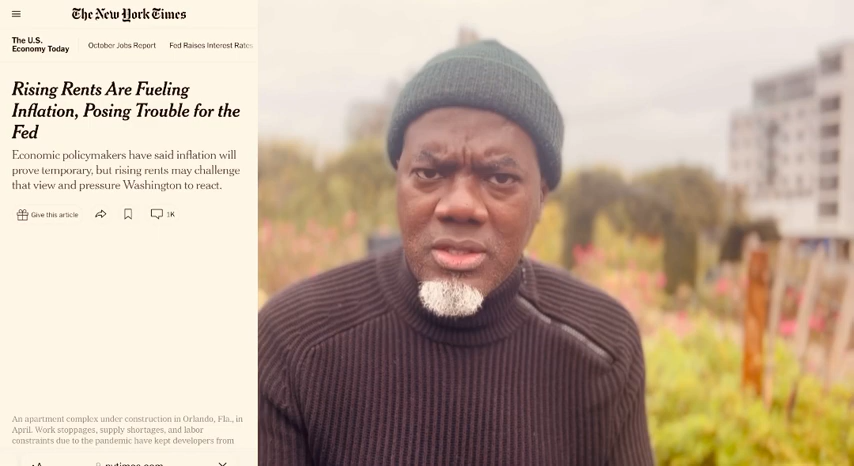 The New York Times
The U.S.
Economy Today
October Jobs Report
Fed Raises Interest Rates
Rising Rents Are Fueling
Inflation, Posing Trouble for the
Fed
Economic policymakers have said inflation will
prove temporary, but rising rents may challenge
that view and pressure Washington to react.
Give this article
1K
An apartment complex under construction in Orlando, Fla., in
April. Work stoppages, supply shortages, and labor
constraints due to the pandemic have kept developers from
nytimes.com